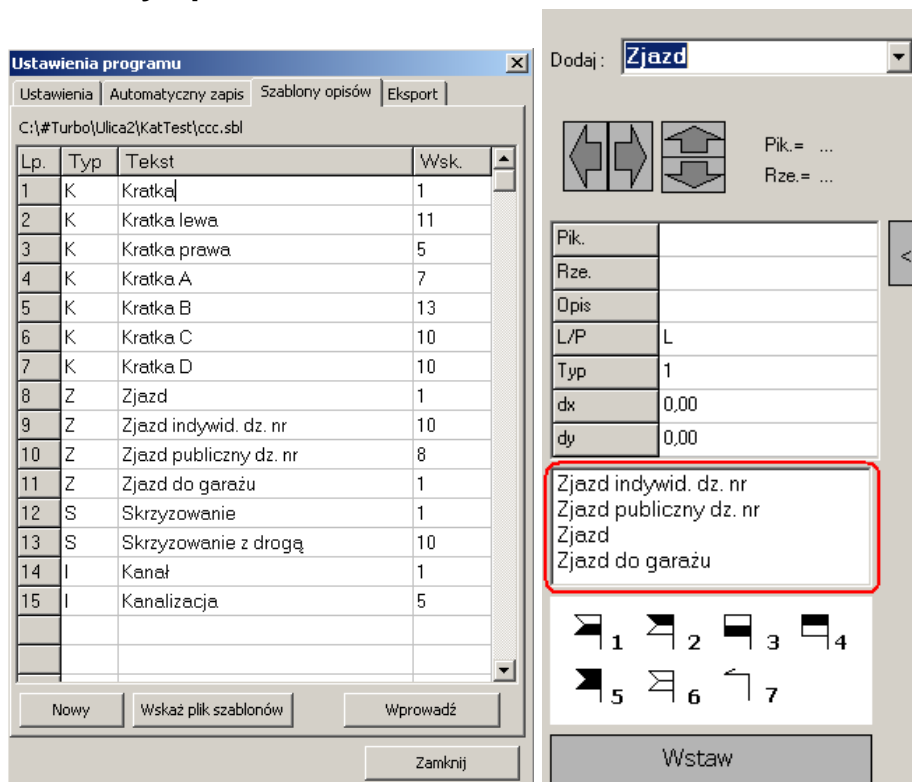 Ustawienia programu
Ustawienia Automatyczny zapis Szablony opisów Eksport
C:\#Turbo\Ulica2\KatTest\ccc.sbl
Lp. Typ Tekst Wsk.
1 K Kratka 1
2 K Kratka lewa 11
3 K Kratka prawa 5
4 K Kratka A 7
5 K Kratka B 13
6 K Kratka C 10
7 K Kratka D 10
8 Z Zjazd 1
9 Z Zjazd indywid. dz. nr 10
10 Z Zjazd publiczny dz. nr 8
11 Z Zjazd do garażu 1
12 S Skrzyzowanie 1
13 S Skrzyzowanie z drogą 10
14 I Kanał 1
15 I Kanalizacja 5
Nowy Wskaż plik szablonów Wprowadź
Zamknij
Dodaj: Zjazd
Pik.= ...
Rze.= ...
<
Pik.
Rze.
Opis
L/P L
Typ 1
dx 0,00
dy 0,00
Zjazd indywid. dz. nr
Zjazd publiczny dz. nr
Zjazd
Zjazd do garażu
1 2 3 4
5 6 7
Wstaw